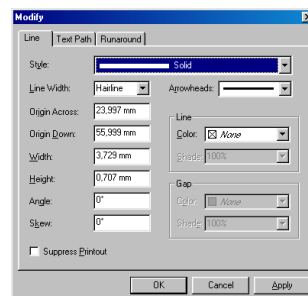 Modify
Line Text Path Runaround
Style: Solid
Line Width: Hairline Arrowheads:
Origin Across: 23,997 mm
Origin Down: 55,999 mm
Width: 3,729 mm
Height: 0,707 mm
Angle: 0°
Skew: 0°
Suppress Printout
Line
Color: None
Shade: 100%
Gap
Color: None
Shade: 100%
OK Cancel Apply